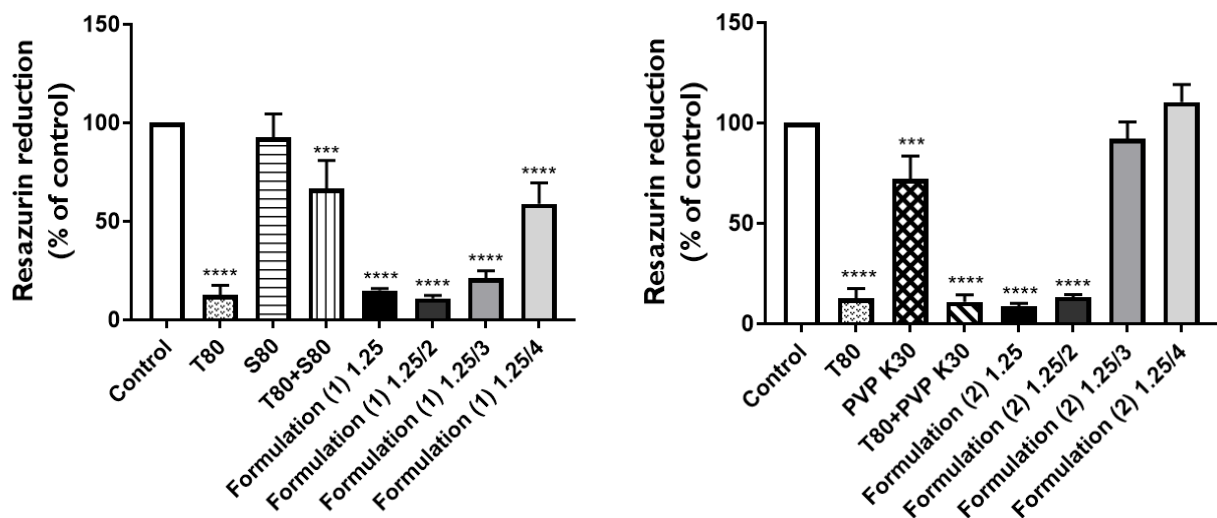 Resazurin reduction
(% of control)
150
100
50
0
****
***
****
****
****
****
Control
T80
S80
T80+S80
Formulation (1) 1.25
Formulation (1) 1.25/2
Formulation (1) 1.25/3
Formulation (1) 1.25/4
Resazurin reduction
(% of control)
150
100
50
0
****
***
****
****
****
Control
T80
PVP K30
T80+PVP K30
Formulation (2) 1.25
Formulation (2) 1.25/2
Formulation (2) 1.25/3
Formulation (2) 1.25/4